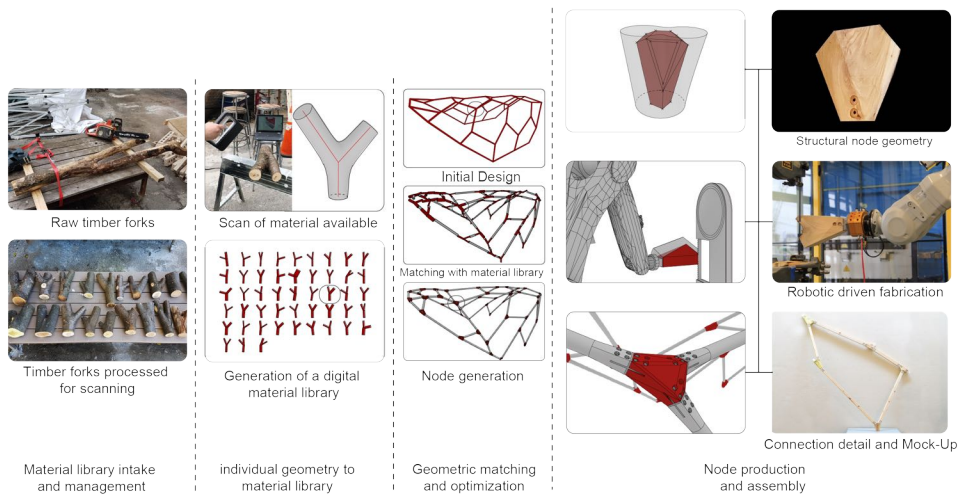 Raw timber forks
Timber forks processed
for scanning
Material library intake
and management
Scan of material available
Generation of a digital
material library
individual geometry to
material library
Initial Design
Matching with material library
Node generation
Geometric matching
and optimization
Structural node geometry
Robotic driven fabrication
Connection detail and Mock-Up
Node production
and assembly